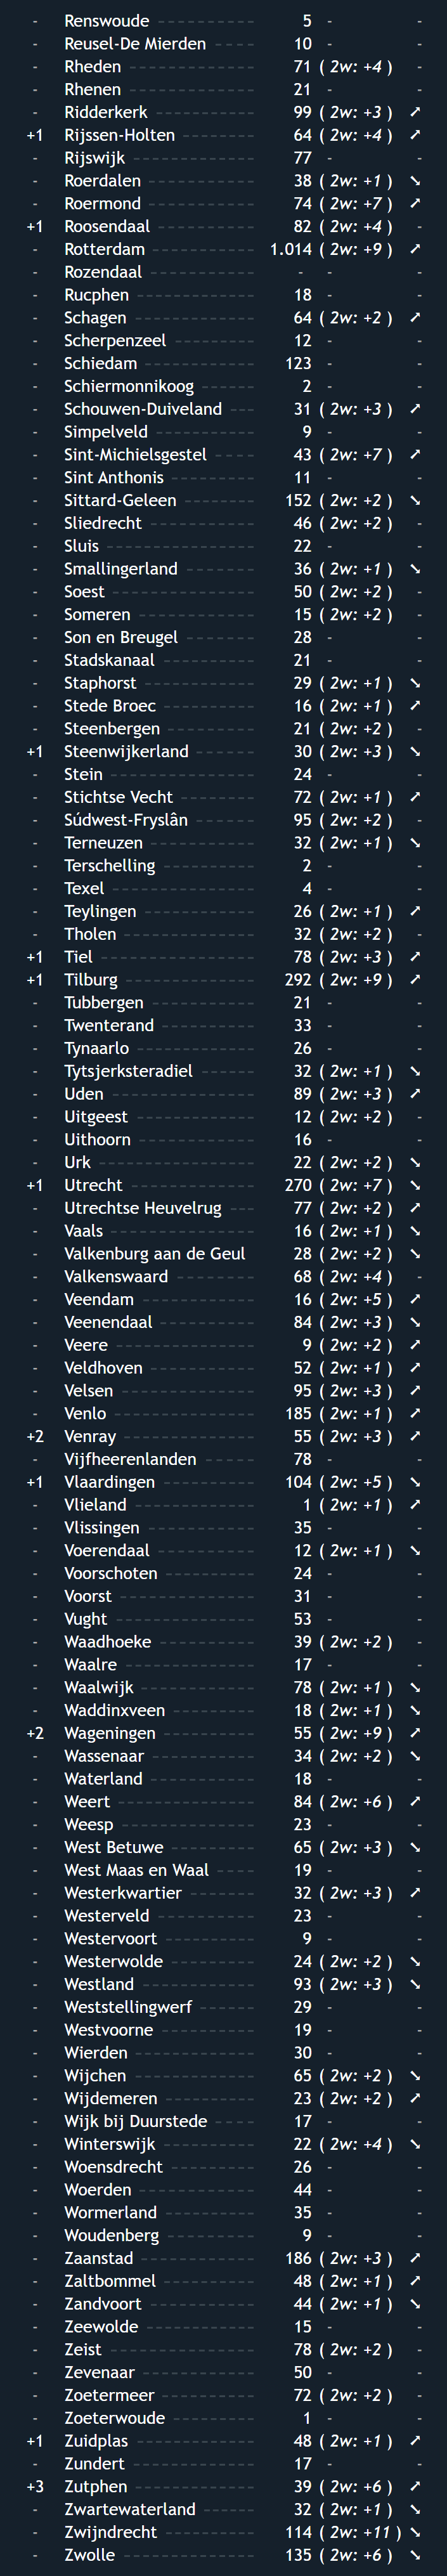 - Renswoude ----------- 5 - -
- Reusel-De Mierden ----- 10 - -
- Rheden ------------- 71 ( 2w: +4 ) -
- Rhenen ------------- 21 - -
- Ridderkerk ----------- 99 ( 2w: +3 ) ➚
+1 Rijssen-Holten -------- 64 ( 2w: +4 ) ➚
- Rijswijk ------------- 77 - -
- Roerdalen ----------- 38 ( 2w: +1 ) ➘
- Roermond ----------- 74 ( 2w: +7 ) ➚
+1 Roosendaal ---------- 82 ( 2w: +4 ) -
- Rotterdam ----------- 1.014 ( 2w: +9 ) ➚
- Rozendaal ----------- - - -
- Rucphen ------------ 18 - -
- Schagen ------------- 64 ( 2w: +2 ) ➚
- Scherpenzeel --------- 12 - -
- Schiedam ------------ 123 - -
- Schiermonnikoog ------ 2 - -
- Schouwen-Duiveland --- 31 ( 2w: +3 ) ➚
- Simpelveld ----------- 9 - -
- Sint-Michielsgestel ---- 43 ( 2w: +7 ) ➚
- Sint Anthonis --------- 11 - -
- Sittard-Geleen -------- 152 ( 2w: +2 ) ➘
- Sliedrecht ----------- 46 ( 2w: +2 ) -
- Sluis --------------- 22 - -
- Smallingerland ------- 36 ( 2w: +1 ) ➘
- Soest --------------- 50 ( 2w: +2 ) -
- Someren ------------ 15 ( 2w: +2 ) -
- Son en Breugel -------- 28 - -
- Stadskanaal ---------- 21 - -
- Staphorst ----------- 29 ( 2w: +1 ) ➘
- Stede Broec ---------- 16 ( 2w: +1 ) ➚
- Steenbergen --------- 21 ( 2w: +2 ) -
+1 Steenwijkerland ------ 30 ( 2w: +3 ) ➘
- Stein --------------- 24 - -
- Stichtse Vecht -------- 72 ( 2w: +1 ) ➚
- Súdwest-Fryslân ------- 95 ( 2w: +2 ) -
- Terneuzen ----------- 32 ( 2w: +1 ) ➘
- Terschelling ---------- 2 - -
- Texel --------------- 4 - -
- Teylingen ----------- 26 ( 2w: +1 ) ➚
- Tholen ------------- 32 ( 2w: +2 ) -
+1 Tiel ---------------- 78 ( 2w: +3 ) ➚
+1 Tilburg ------------- 292 ( 2w: +9 ) ➚
- Tubbergen ----------- 21 - -
- Twenterand ---------- 33 - -
- Tynaarlo ------------ 26 - -
- Tytsjerksteradiel ------ 32 ( 2w: +1 ) ➘
- Uden --------------- 89 ( 2w: +3 ) ➚
- Uitgeest ------------ 12 ( 2w: +2 ) -
- Uithoorn ------------ 16 - -
- Urk ---------------- 22 ( 2w: +2 ) ➘
+1 Utrecht ------------- 270 ( 2w: +7 ) ➘
- Utrechtse Heuvelrug --- 77 ( 2w: +2 ) ➚
- Vaals --------------- 16 ( 2w: +1 ) ➘
- Valkenburg aan de Geul 28 ( 2w: +2 ) ➘
- Valkenswaard -------- 68 ( 2w: +4 ) -
- Veendam ------------ 16 ( 2w: +5 ) ➚
- Veenendaal ---------- 84 ( 2w: +3 ) ➘
- Veere -------------- 9 ( 2w: +2 ) ➚
- Veldhoven ----------- 52 ( 2w: +1 ) ➚
- Velsen -------------- 95 ( 2w: +3 ) ➚
- Venlo -------------- 185 ( 2w: +1 ) ➚
+2 Venray ------------- 55 ( 2w: +3 ) ➚
- Vijfheerenlanden ----- 78 - -
+1 Vlaardingen ---------- 104 ( 2w: +5 ) ➘
- Vlieland ------------ 1 ( 2w: +1 ) ➚
- Vlissingen ----------- 35 - -
- Voerendaal ---------- 12 ( 2w: +1 ) ➘
- Voorschoten --------- 24 - -
- Voorst -------------- 31 - -
- Vught -------------- 53 - -
- Waadhoeke ---------- 39 ( 2w: +2 ) -
- Waalre ------------- 17 - -
- Waalwijk ------------ 78 ( 2w: +1 ) ➘
- Waddinxveen --------- 18 ( 2w: +1 ) ➘
+2 Wageningen ---------- 55 ( 2w: +9 ) ➚
- Wassenaar ----------- 34 ( 2w: +2 ) ➘
- Waterland ----------- 18 - -
- Weert -------------- 84 ( 2w: +6 ) ➚
- Weesp -------------- 23 - -
- West Betuwe --------- 65 ( 2w: +3 ) ➘
- West Maas en Waal ---- 19 - -
- Westerkwartier ------- 32 ( 2w: +3 ) ➚
- Westerveld ---------- 23 - -
- Westervoort --------- 9 - -
- Westerwolde --------- 24 ( 2w: +2 ) ➘
- Westland ------------ 93 ( 2w: +3 ) ➘
- Weststellingwerf ------ 29 - -
- Westvoorne ---------- 19 - -
- Wierden ------------ 30 - -
- Wijchen ------------ 65 ( 2w: +2 ) ➘
- Wijdemeren ---------- 23 ( 2w: +2 ) ➚
- Wijk bij Duurstede ---- 17 - -
- Winterswijk ---------- 22 ( 2w: +4 ) ➘
- Woensdrecht --------- 26 - -
- Woerden ------------ 44 - -
- Wormerland --------- 35 - -
- Woudenberg --------- 9 - -
- Zaanstad ------------ 186 ( 2w: +3 ) ➚
- Zaltbommel ---------- 48 ( 2w: +1 ) ➚
- Zandvoort ----------- 44 ( 2w: +1 ) ➘
- Zeewolde ----------- 15 - -
- Zeist --------------- 78 ( 2w: +2 ) -
- Zevenaar ------------ 50 - -
- Zoetermeer ---------- 72 ( 2w: +2 ) -
- Zoeterwoude --------- 1 - -
+1 Zuidplas ------------ 48 ( 2w: +1 ) ➚
- Zundert ------------- 17 - -
+3 Zutphen ------------ 39 ( 2w: +6 ) ➚
- Zwartewaterland ------ 32 ( 2w: +1 ) ➘
- Zwijndrecht ---------- 114 ( 2w: +11 ) ➘
- Zwolle ------------- 135 ( 2w: +6 ) ➘